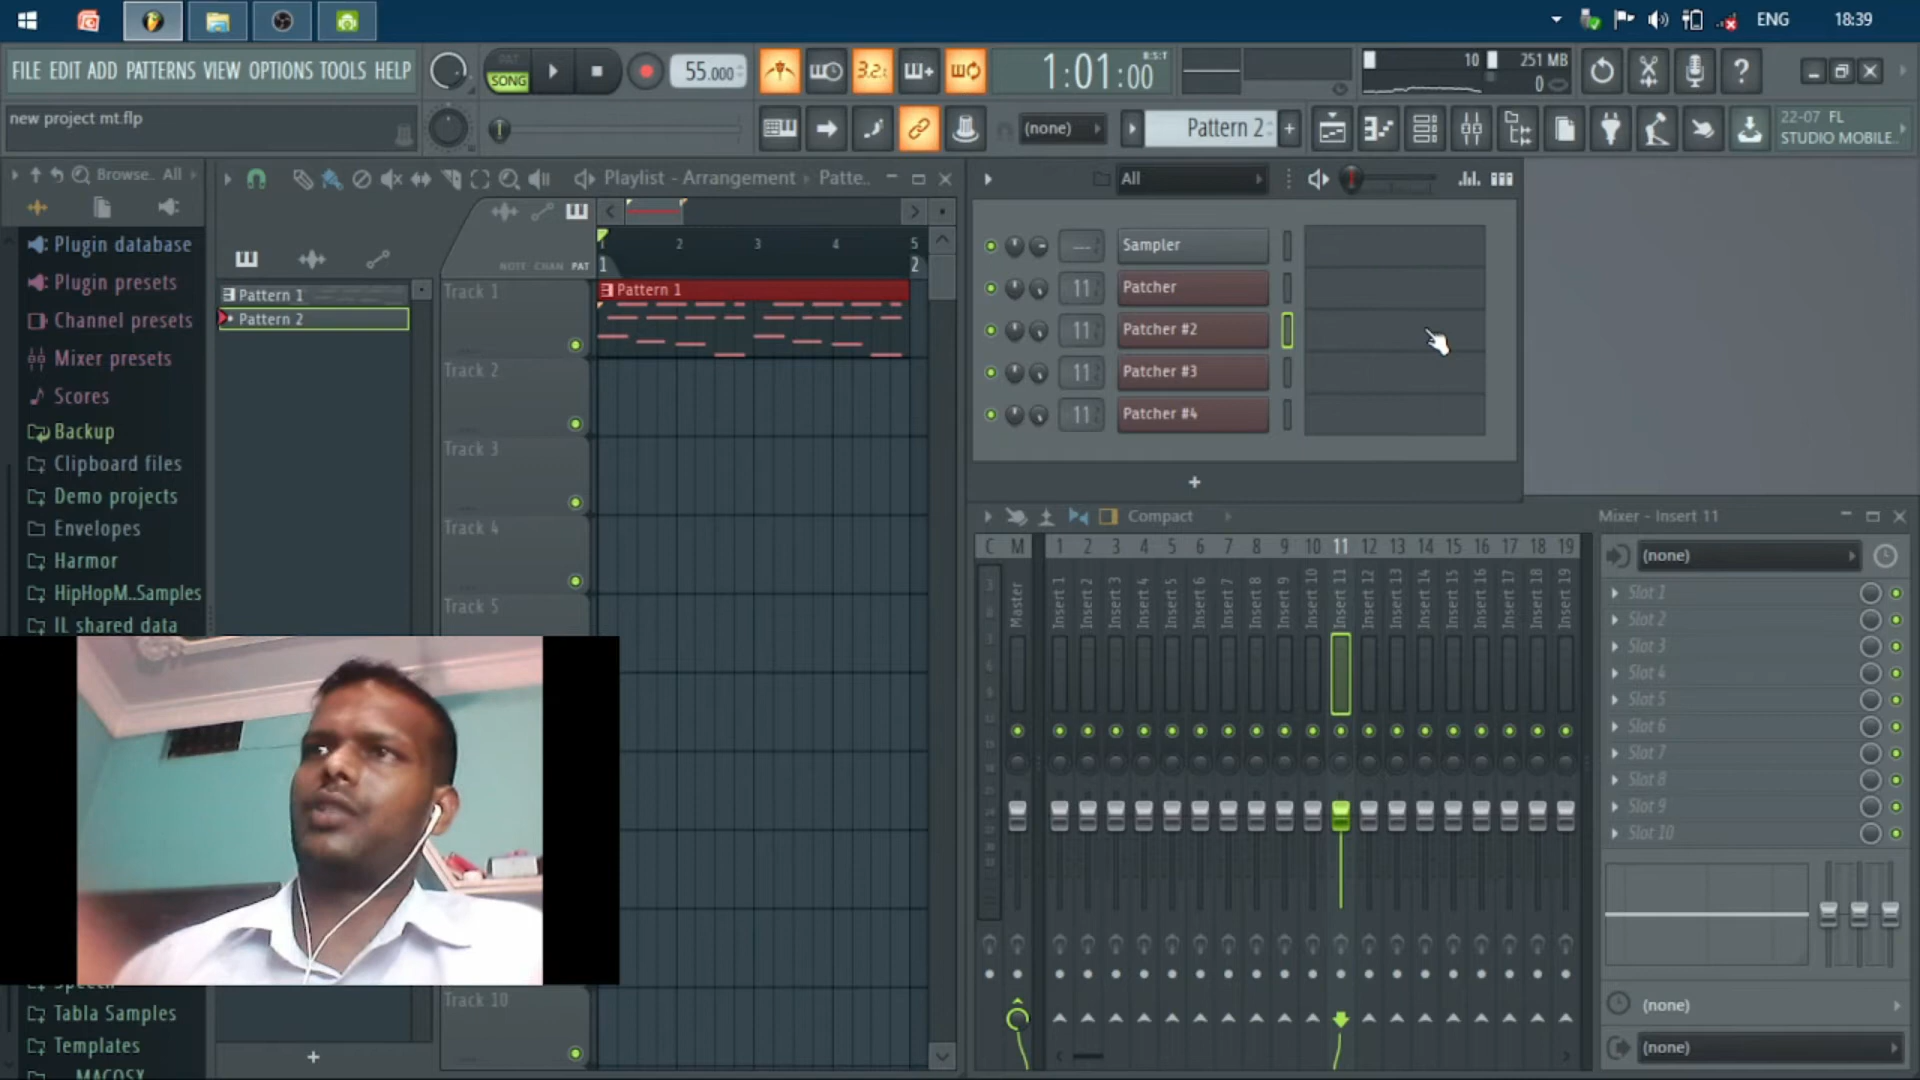 ENG
18:39
FILE EDIT ADD PATTERNS VIEW OPTIONS TOOLS HELP
PAT
SONG
55.000
3.2.
1:01:00
B:S:T
10
251 MB
0
new project mt.flp
(none)
Pattern 2
22-07 FL
STUDIO MOBILE..
Browse.. All
Plugin database
Plugin presets
Channel presets
Mixer presets
Scores
Backup
Clipboard files
Demo projects
Envelopes
Harmor
HipHopM..Samples
IL shared data
Tabla Samples
Templates
MACOSX
Pattern 1
Pattern 2
Playlist - Arrangement
Patte..
NOTE CHAN PAT
1 2 3 4 5
1 2
Track 1
Pattern 1
Track 2
Track 3
Track 4
Track 5
Track 10
All
Sampler
11 Patcher
11 Patcher #2
11 Patcher #3
11 Patcher #4
Compact
Mixer - Insert 11
C M 1 2 3 4 5 6 7 8 9 10 11 12 13 14 15 16 17 18 19
Master
Insert 1
Insert 2
Insert 3
Insert 4
Insert 5
Insert 6
Insert 7
Insert 8
Insert 9
Insert 10
Insert 11
Insert 12
Insert 13
Insert 14
Insert 15
Insert 16
Insert 17
Insert 18
Insert 19
(none)
Slot 1
Slot 2
Slot 3
Slot 4
Slot 5
Slot 6
Slot 7
Slot 8
Slot 9
Slot 10
(none)
(none)